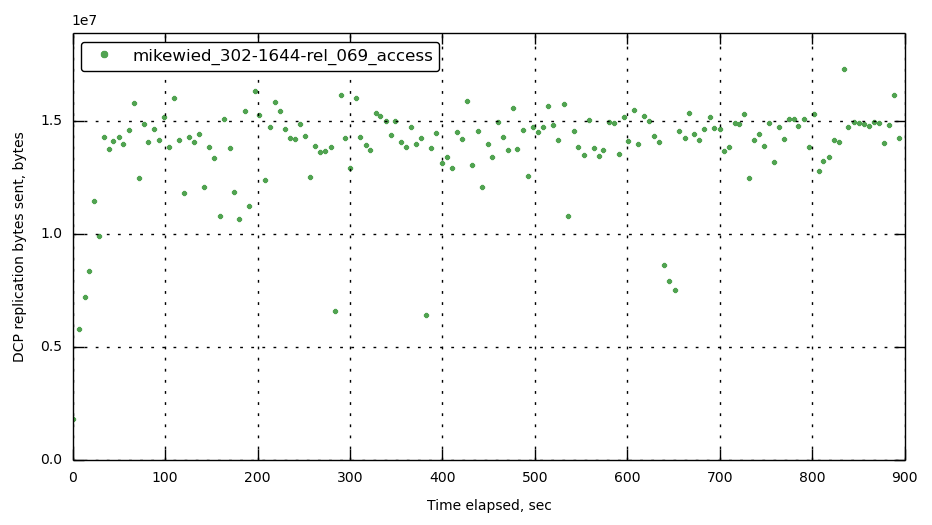 1e7
mikewied_302-1644-rel_069_access
1.5
1.0
0.5
0.0
DCP replication bytes sent, bytes
0 100 200 300 400 500 600 700 800 900
Time elapsed, sec